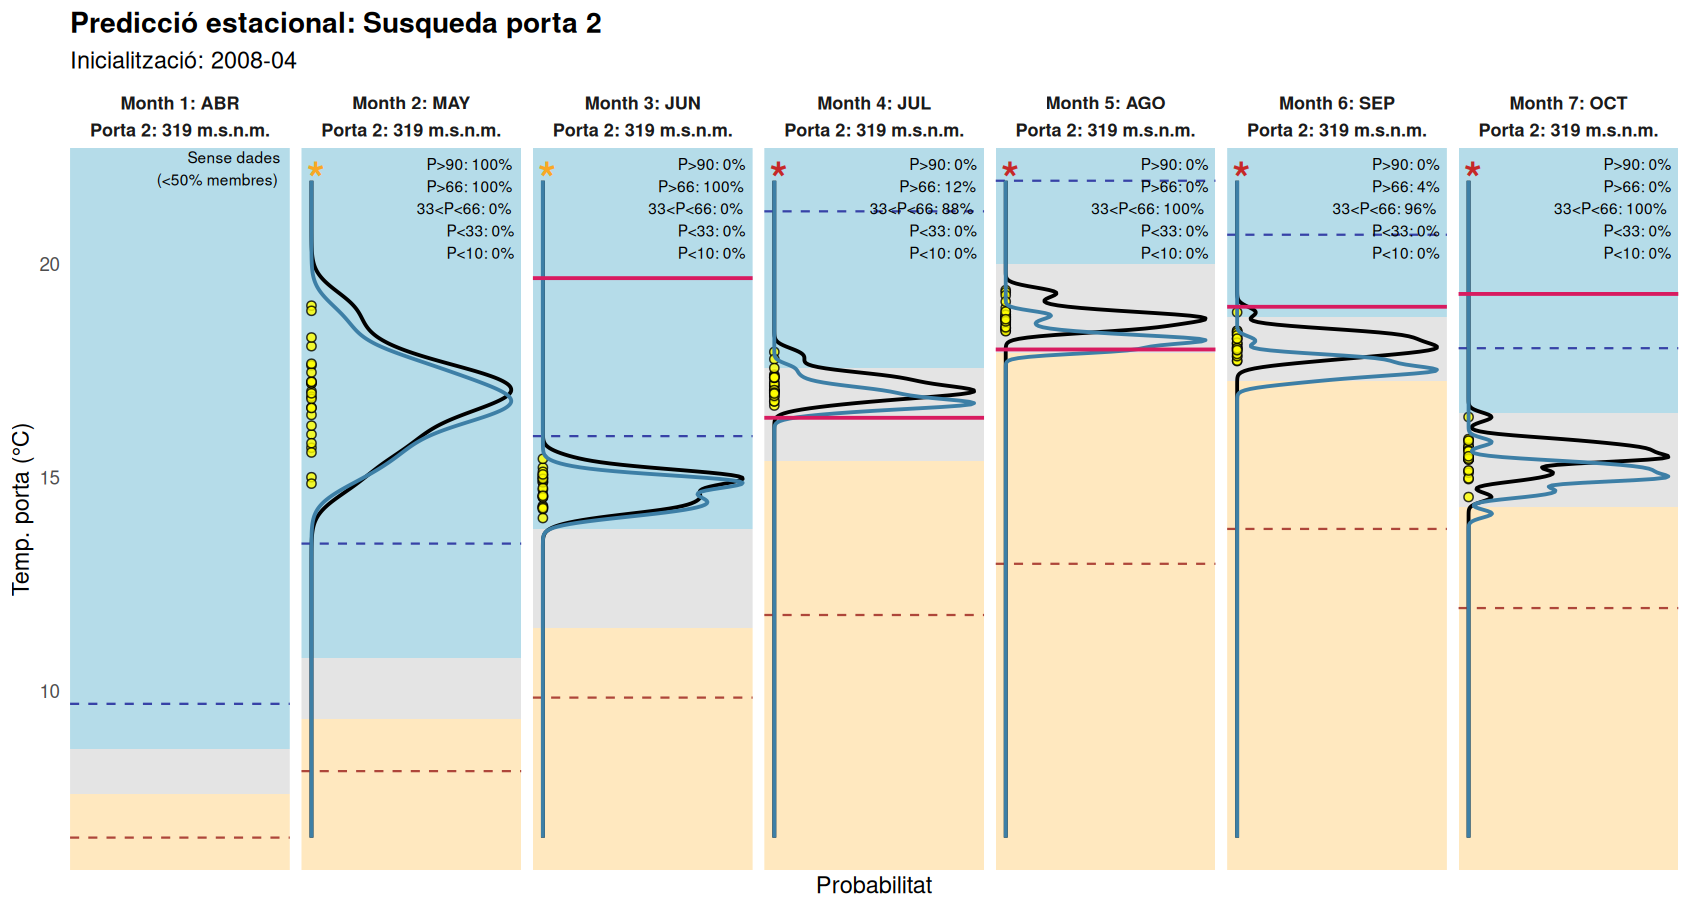 Predicció estacional: Susqueda porta 2
Inicialització: 2008-04
Month 1: ABR
Porta 2: 319 m.s.n.m.
Sense dades
(<50% membres)
Month 2: MAY
Porta 2: 319 m.s.n.m.
*
P>90: 100%
P>66: 100%
33<P<66: 0%
P<33: 0%
P<10: 0%
Month 3: JUN
Porta 2: 319 m.s.n.m.
*
P>90: 0%
P>66: 100%
33<P<66: 0%
P<33: 0%
P<10: 0%
Month 4: JUL
Porta 2: 319 m.s.n.m.
*
P>90: 0%
P>66: 12%
33<P<66: 88%
P<33: 0%
P<10: 0%
Month 5: AGO
Porta 2: 319 m.s.n.m.
*
P>90: 0%
P>66: 0%
33<P<66: 100%
P<33: 0%
P<10: 0%
Month 6: SEP
Porta 2: 319 m.s.n.m.
*
P>90: 0%
P>66: 4%
33<P<66: 96%
P<33: 0%
P<10: 0%
Month 7: OCT
Porta 2: 319 m.s.n.m.
*
P>90: 0%
P>66: 0%
33<P<66: 100%
P<33: 0%
P<10: 0%
20
15
10
Temp. porta (°C)
Probabilitat